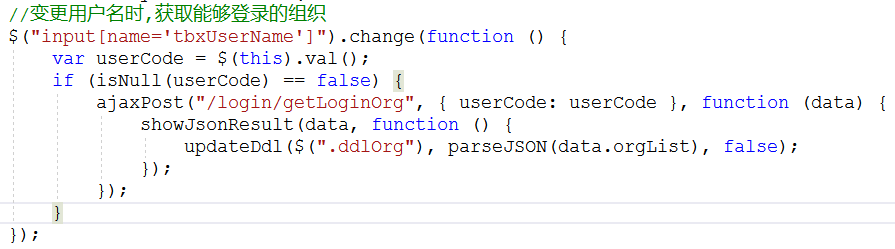 //变更用户名时,获取能够登录的组织
$("input[name='tbxUserName']").change(function () {
    var userCode = $(this).val();
    if (isNull(userCode) == false) {
        ajaxPost("/login/getLoginOrg", { userCode: userCode }, function (data) {
            showJsonResult(data, function () {
                updateDdl($(".ddlOrg"), parseJSON(data.orgList), false);
            });
        });
    }
});